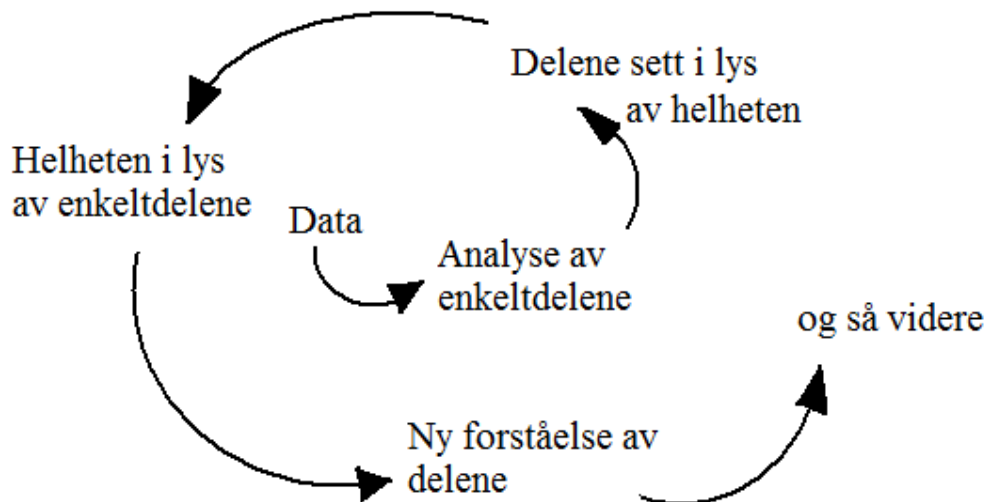 Delene sett i lys
av helheten
Helheten i lys
av enkeltdelene
Data
Analyse av
enkeltdelene
og så videre
Ny forståelse av
delene